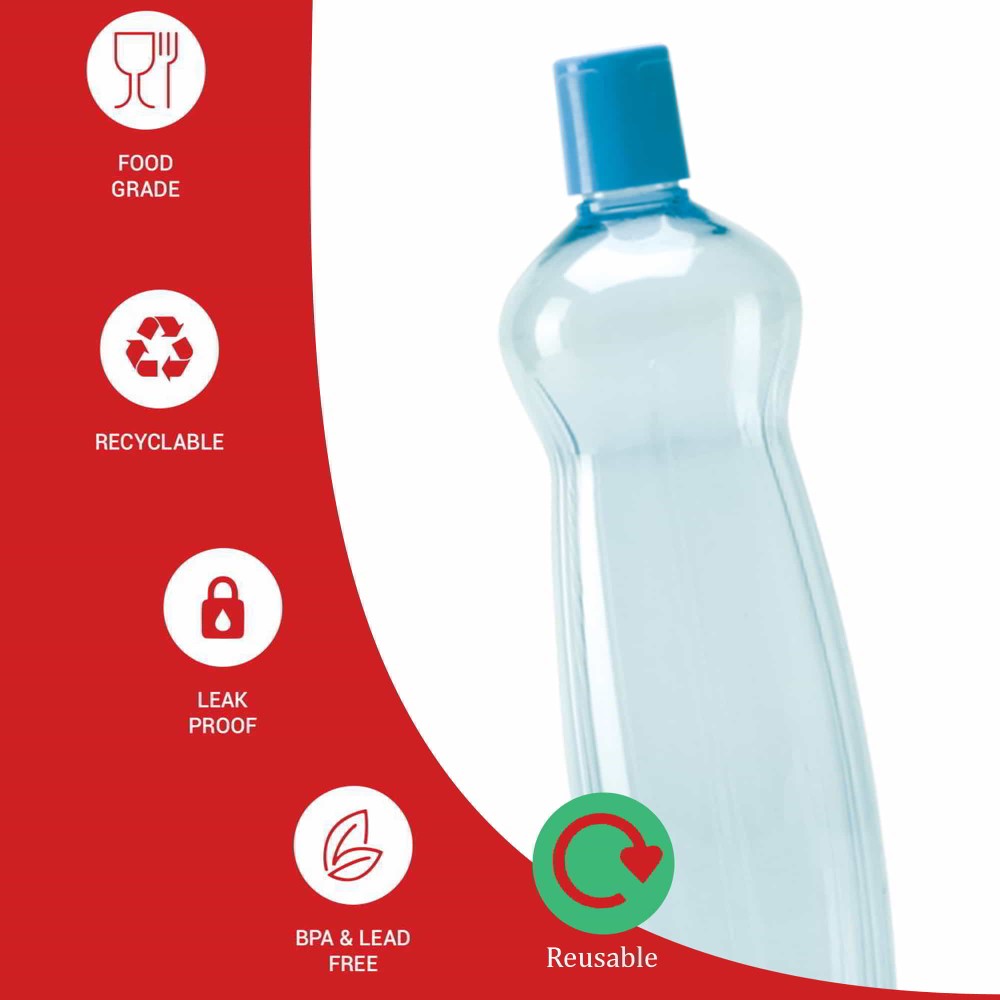 FOOD
GRADE
RECYCLABLE
LEAK
PROOF
BPA & LEAD
FREE
Reusable